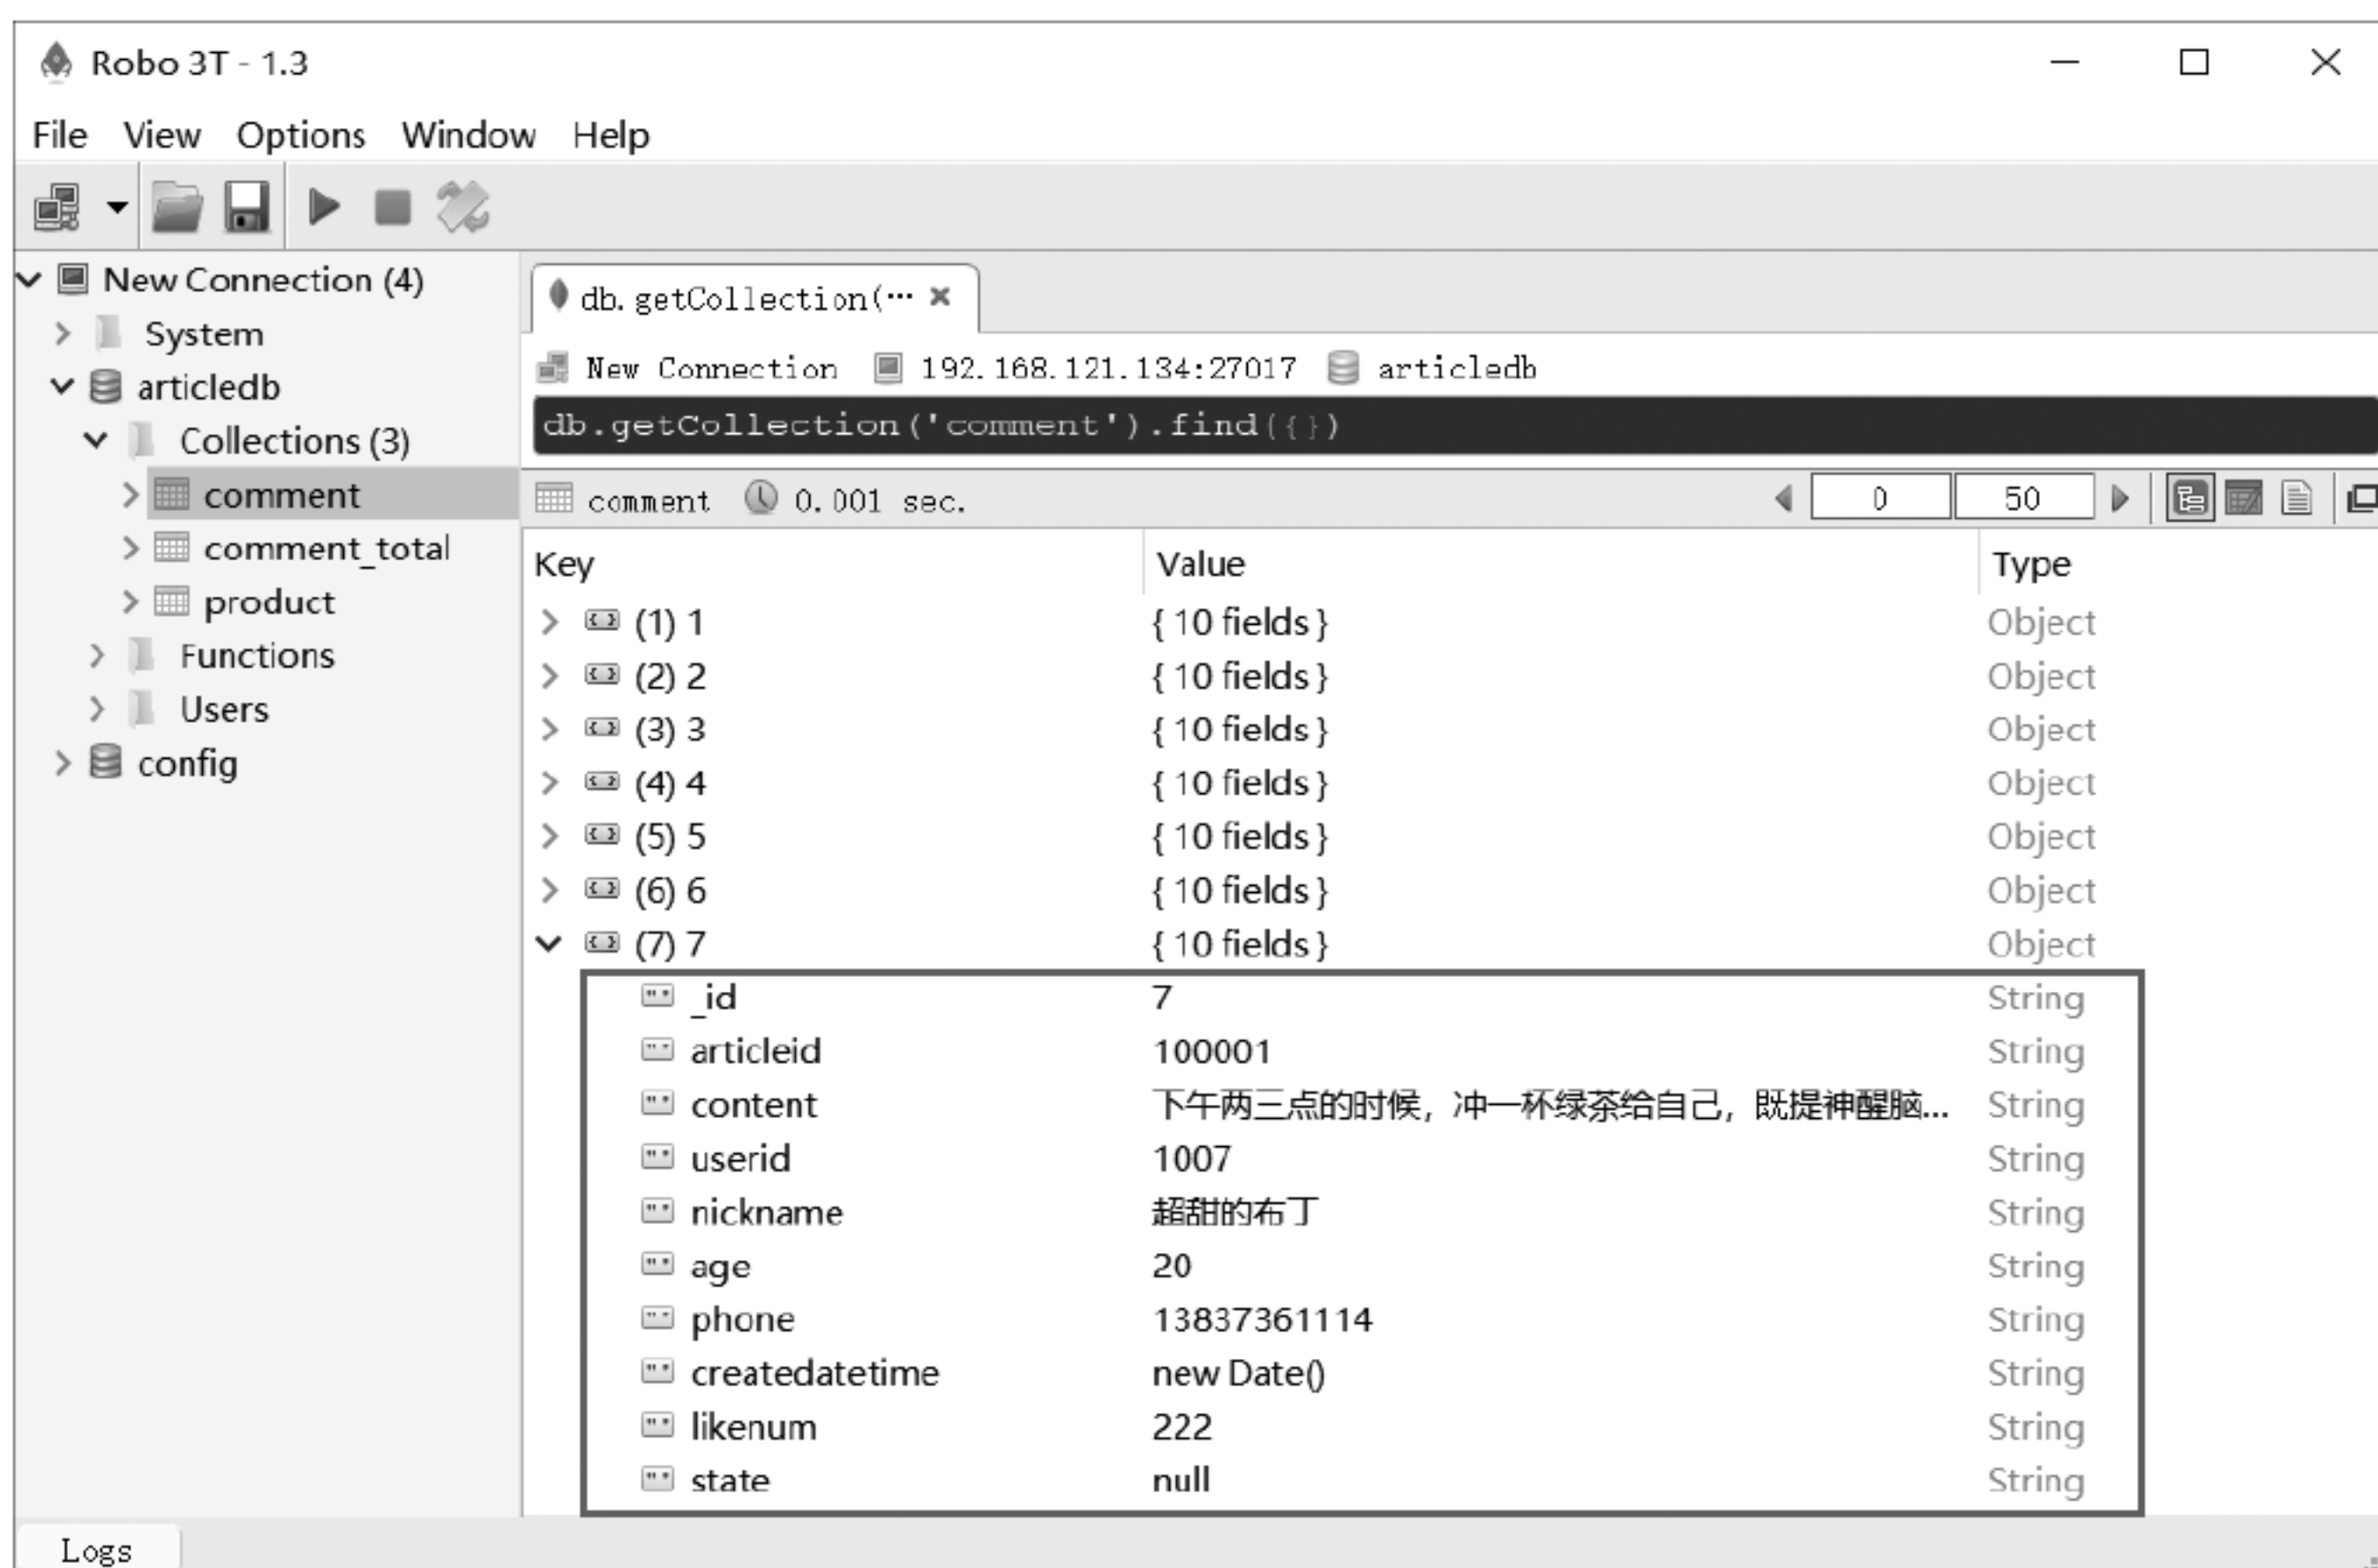 Robo 3T - 1.3
File View Options Window Help
New Connection (4)
System
articledb
Collections (3)
comment
comment_total
product
Functions
Users
config
db.getCollection(···
New Connection 192.168.121.134:27017 articledb
db.getCollection('comment').find({})
comment 0.001 sec. 0 50
Key Value Type
(1) 1 { 10 fields } Object
(2) 2 { 10 fields } Object
(3) 3 { 10 fields } Object
(4) 4 { 10 fields } Object
(5) 5 { 10 fields } Object
(6) 6 { 10 fields } Object
(7) 7 { 10 fields } Object
_id 7 String
articleid 100001 String
content 下午两三点的时候，冲一杯绿茶给自己，既提神醒脑... String
userid 1007 String
nickname 超甜的布丁 String
age 20 String
phone 13837361114 String
createdatetime new Date() String
likenum 222 String
state null String
Logs